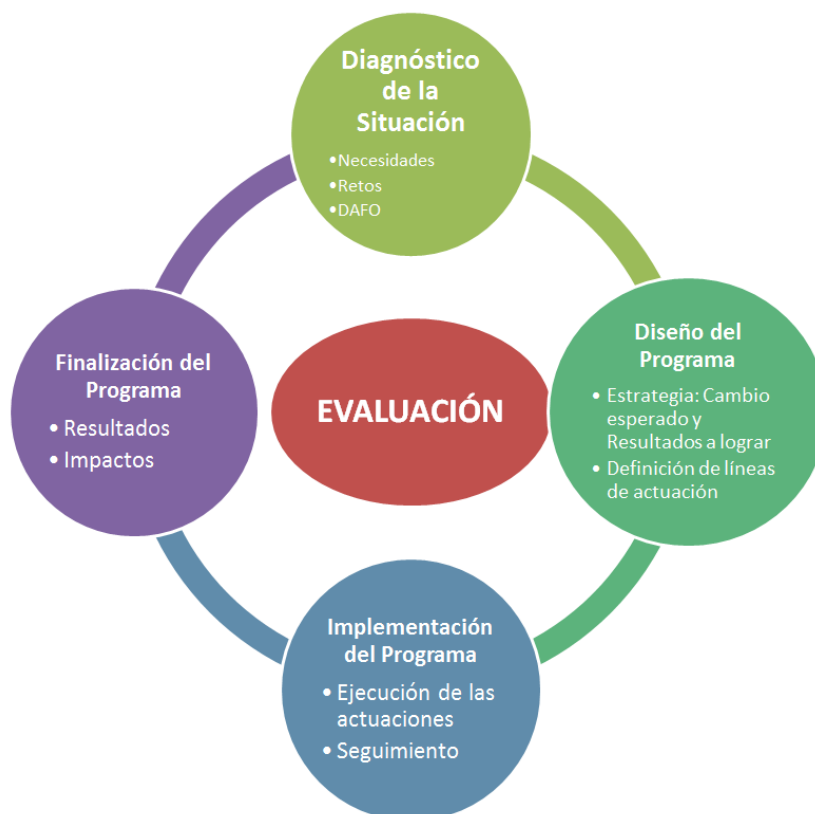 Diagnóstico
de la
Situación
•Necesidades
•Retos
•DAFO
Diseño del
Programa
• Estrategia: Cambio
esperado y
Resultados a lograr
• Definición de líneas
de actuación
EVALUACIÓN
Finalización del
Programa
• Resultados
• Impactos
Implementación
del Programa
• Ejecución de las
actuaciones
• Seguimiento